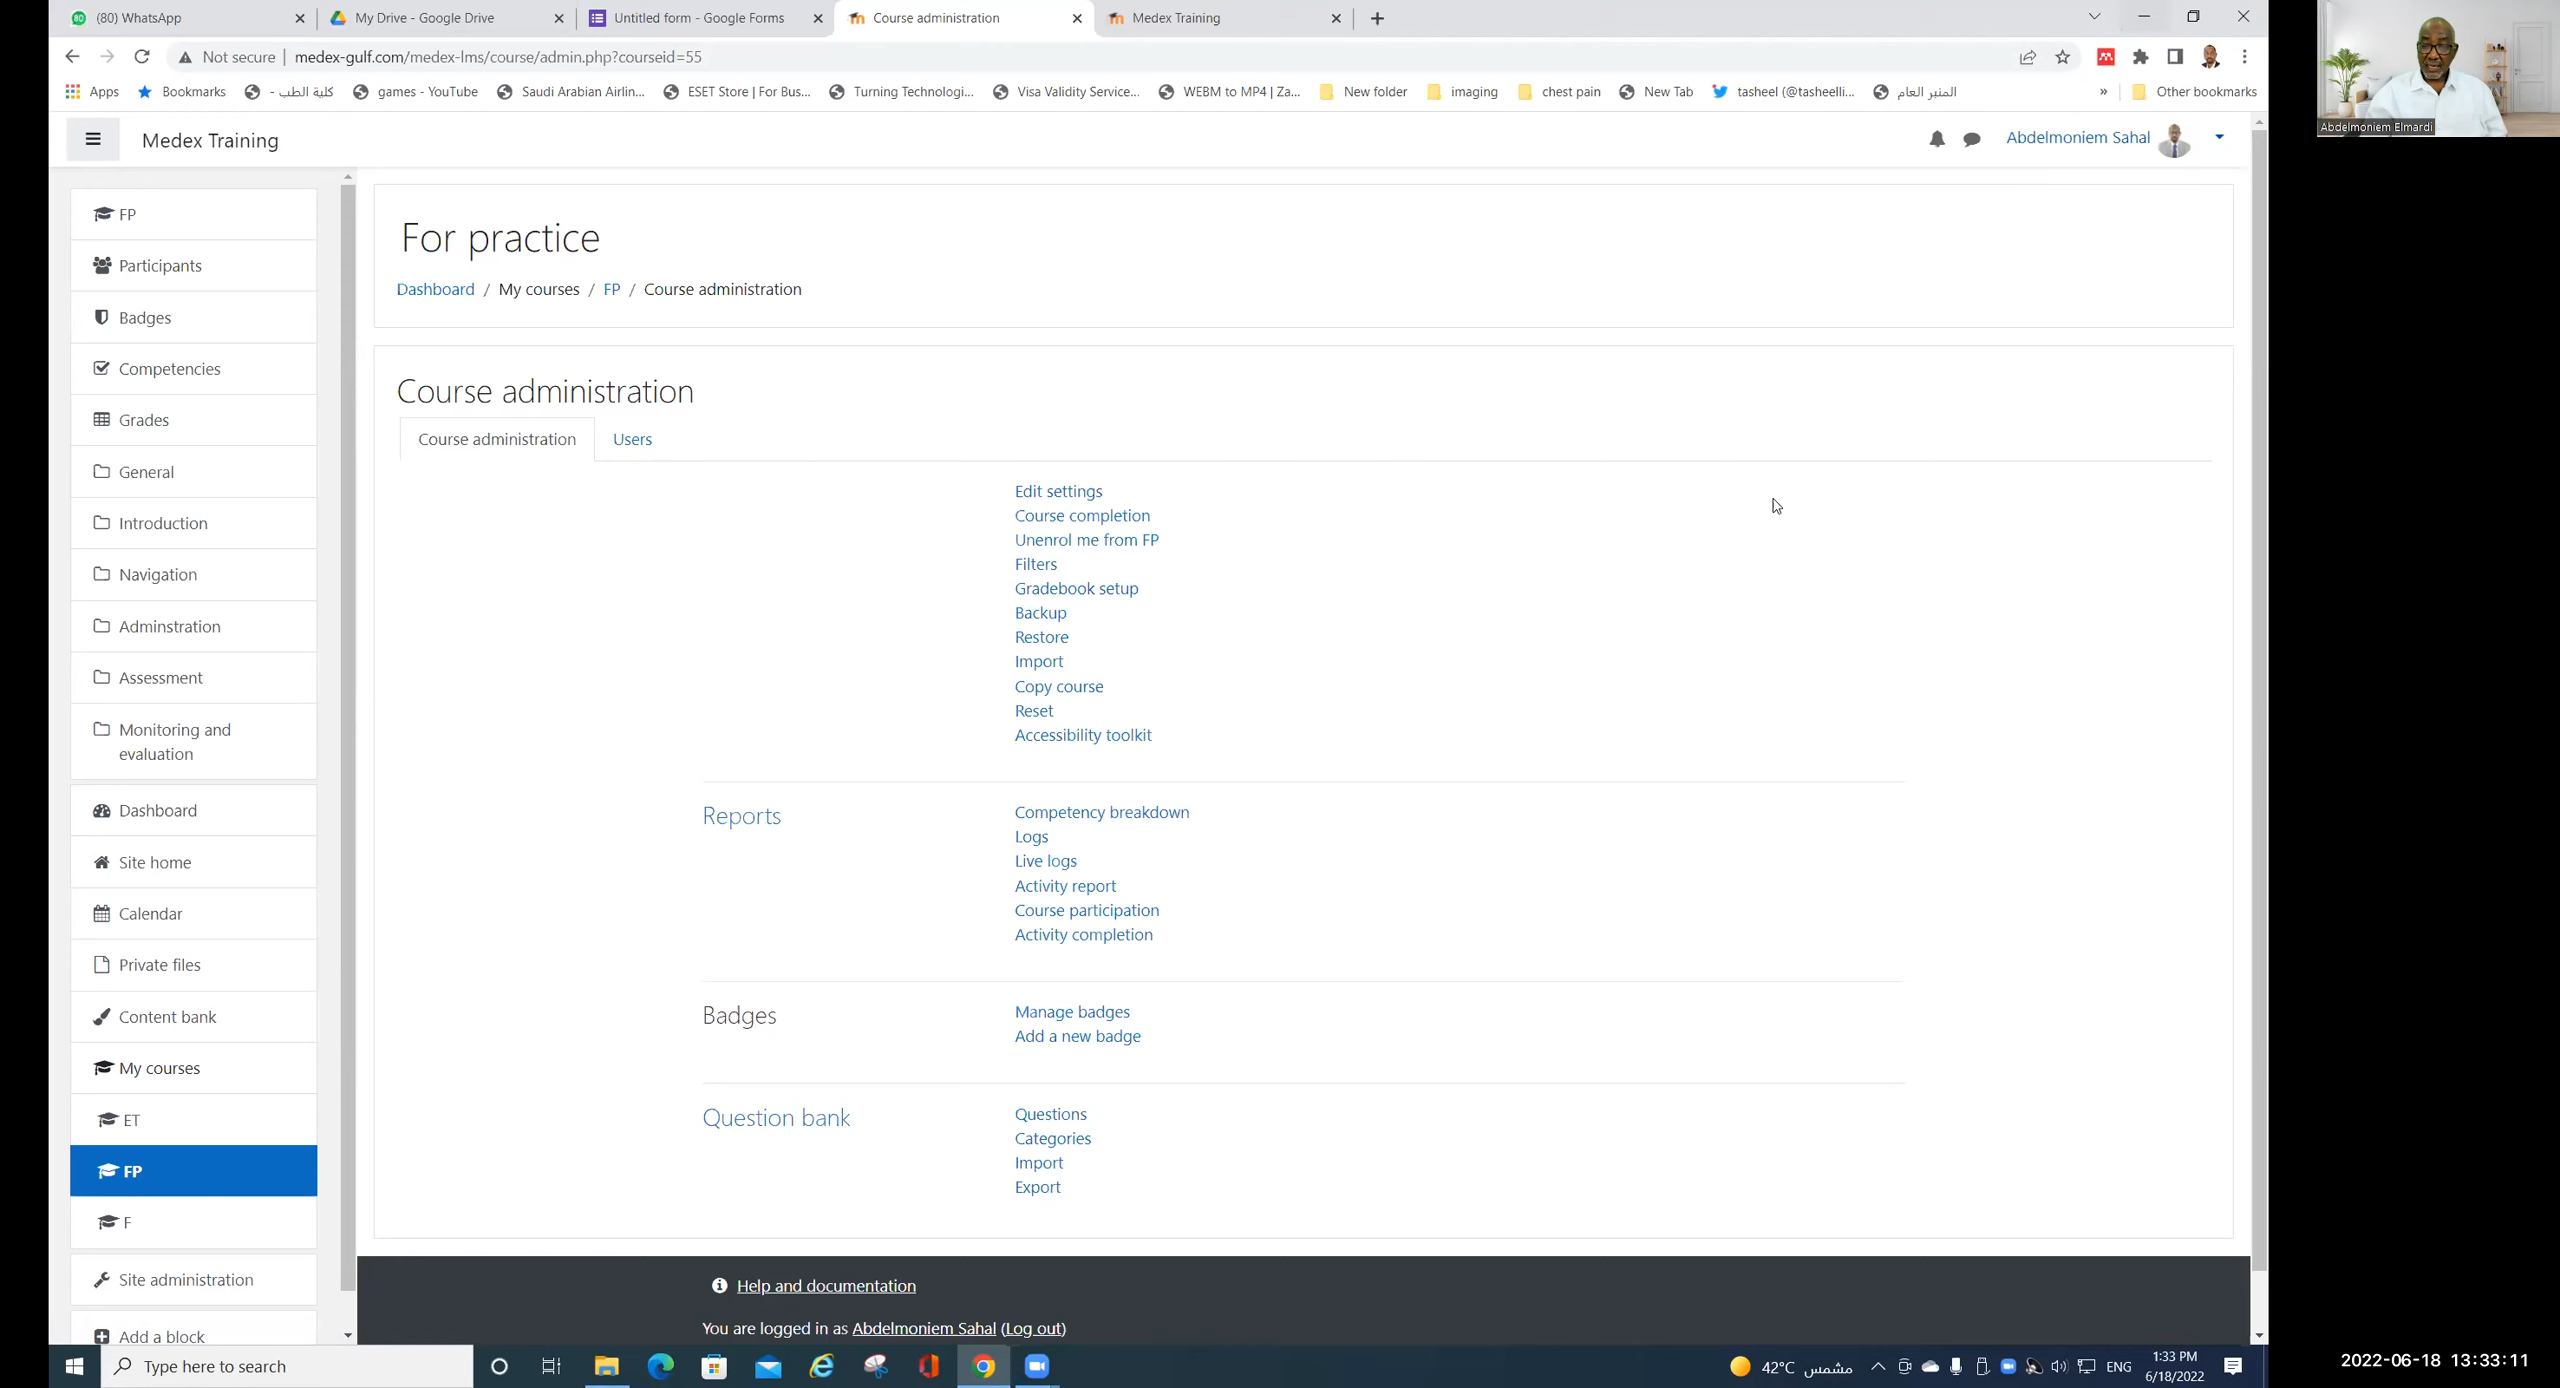 (80) WhatsApp
My Drive - Google Drive
Untitled form - Google Forms
Course administration
Medex Training
Not secure | medex-gulf.com/medex-lms/course/admin.php?courseid=55
Apps
Bookmarks
كلية الطب -
games - YouTube
Saudi Arabian Airlin...
ESET Store | For Bus...
Turning Technologi...
Visa Validity Service...
WEBM to MP4 | Za...
New folder
imaging
chest pain
New Tab
tasheel (@tasheelli...
المنبر العام
»
Other bookmarks
Abdelmoniem Elmardi
Medex Training
Abdelmoniem Sahal
FP
Participants
Badges
Competencies
Grades
General
Introduction
Navigation
Adminstration
Assessment
Monitoring and
evaluation
Dashboard
Site home
Calendar
Private files
Content bank
My courses
ET
FP
F
Site administration
Add a block
For practice
Dashboard / My courses / FP / Course administration
Course administration
Course administration
Users
Edit settings
Course completion
Unenrol me from FP
Filters
Gradebook setup
Backup
Restore
Import
Copy course
Reset
Accessibility toolkit
Reports
Competency breakdown
Logs
Live logs
Activity report
Course participation
Activity completion
Badges
Manage badges
Add a new badge
Question bank
Questions
Categories
Import
Export
Help and documentation
You are logged in as Abdelmoniem Sahal (Log out)
Type here to search
42°C مشمس
ENG
1:33 PM
6/18/2022
2022-06-18 13:33:11